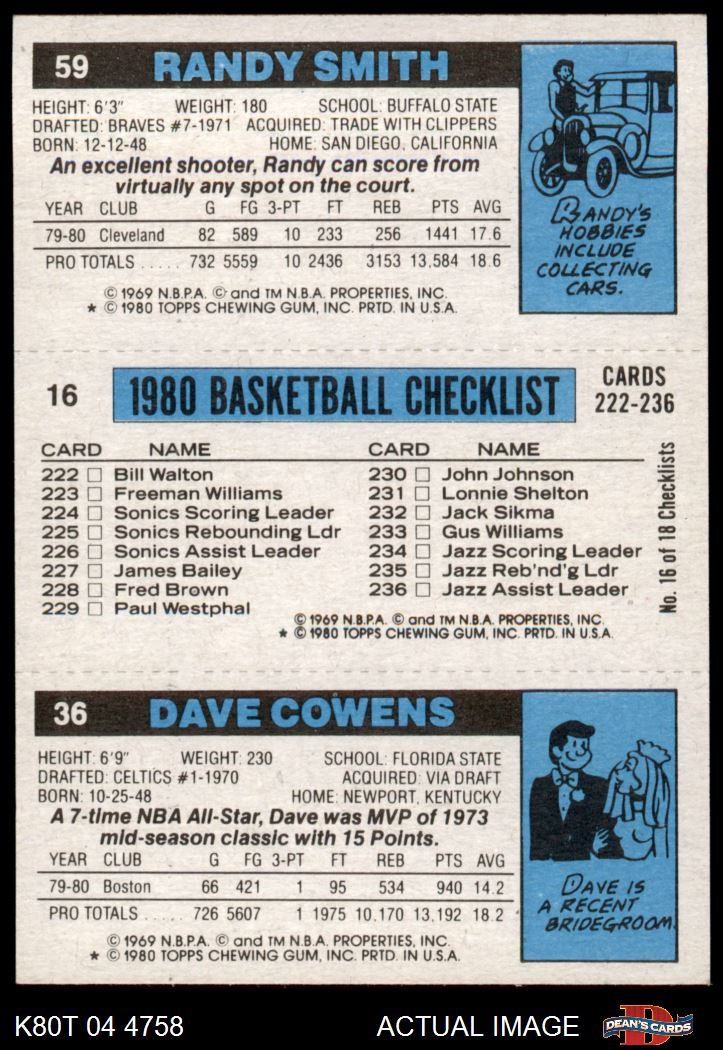 59 RANDY SMITH
HEIGHT: 6'3" WEIGHT: 180 SCHOOL: BUFFALO STATE
DRAFTED: BRAVES #7-1971 ACQUIRED: TRADE WITH CLIPPERS
BORN: 12-12-48 HOME: SAN DIEGO, CALIFORNIA
An excellent shooter, Randy can score from
virtually any spot on the court.
YEAR CLUB G FG 3-PT FT REB PTS AVG
79-80 Cleveland 82 589 10 233 256 1441 17.6
PRO TOTALS ..... 732 5559 10 2436 3153 13,584 18.6
© 1969 N.B.P.A. © and TM N.B.A. PROPERTIES, INC.
* © 1980 TOPPS CHEWING GUM, INC. PRTD. IN U.S.A.
RANDY'S
HOBBIES
INCLUDE
COLLECTING
CARS.
16 1980 BASKETBALL CHECKLIST CARDS
222-236
CARD NAME
222 □ Bill Walton
223 □ Freeman Williams
224 □ Sonics Scoring Leader
225 □ Sonics Rebounding Ldr
226 □ Sonics Assist Leader
227 □ James Bailey
228 □ Fred Brown
229 □ Paul Westphal
CARD NAME
230 □ John Johnson
231 □ Lonnie Shelton
232 □ Jack Sikma
233 □ Gus Williams
234 □ Jazz Scoring Leader
235 □ Jazz Reb'nd'g Ldr
236 □ Jazz Assist Leader
No. 16 of 18 Checklists
© 1969 N.B.P.A. © and TM N.B.A. PROPERTIES, INC.
* © 1980 TOPPS CHEWING GUM, INC. PRTD. IN U.S.A.
36 DAVE COWENS
HEIGHT: 6'9" WEIGHT: 230 SCHOOL: FLORIDA STATE
DRAFTED: CELTICS #1-1970 ACQUIRED: VIA DRAFT
BORN: 10-25-48 HOME: NEWPORT, KENTUCKY
A 7-time NBA All-Star, Dave was MVP of 1973
mid-season classic with 15 Points.
YEAR CLUB G FG 3-PT FT REB PTS AVG
79-80 Boston 66 421 1 95 534 940 14.2
PRO TOTALS ..... 726 5607 1 1975 10,170 13,192 18.2
© 1969 N.B.P.A. © and TM N.B.A. PROPERTIES, INC.
* © 1980 TOPPS CHEWING GUM, INC. PRTD. IN U.S.A.
DAVE IS
A RECENT
BRIDEGROOM.
K80T 04 4758 ACTUAL IMAGE DEAN'S CARDS